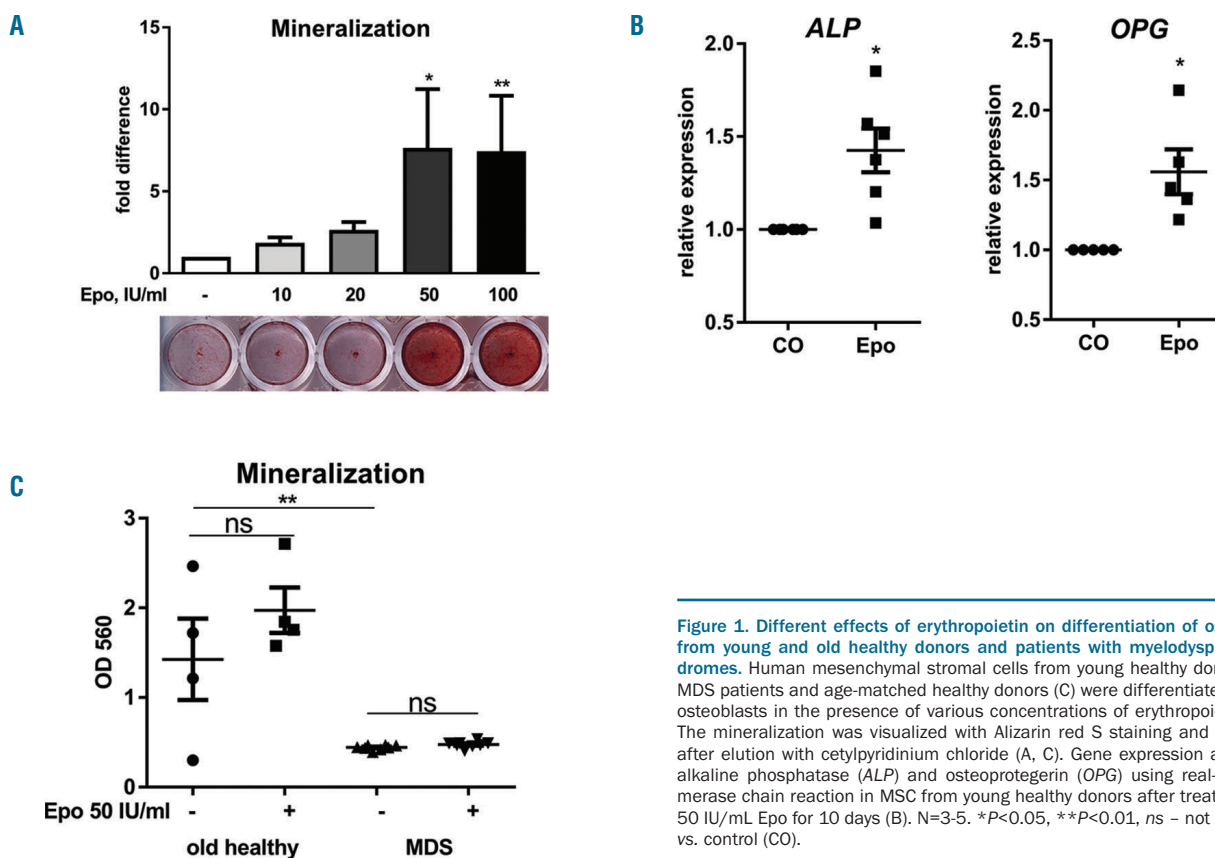 A
Mineralization
15
10
5
0
fold difference
*
**
Epo, IU/ml - 10 20 50 100
B
ALP
2.0
1.5
1.0
0.5
relative expression
*
CO Epo
OPG
2.5
2.0
1.5
1.0
0.5
relative expression
*
CO Epo
C
Mineralization
**
ns
ns
3
2
1
0
OD 560
Epo 50 IU/ml - + - +
old healthy MDS
Figure 1. Different effects of erythropoietin on differentiation of os
from young and old healthy donors and patients with myelodysp
dromes. Human mesenchymal stromal cells from young healthy dor
MDS patients and age-matched healthy donors (C) were differentiate
osteoblasts in the presence of various concentrations of erythropoie
The mineralization was visualized with Alizarin red S staining and
after elution with cetylpyridinium chloride (A, C). Gene expression a
alkaline phosphatase (ALP) and osteoprotegerin (OPG) using real-
merase chain reaction in MSC from young healthy donors after treat
50 IU/mL Epo for 10 days (B). N=3-5. *P<0.05, **P<0.01, ns – not
vs. control (CO).